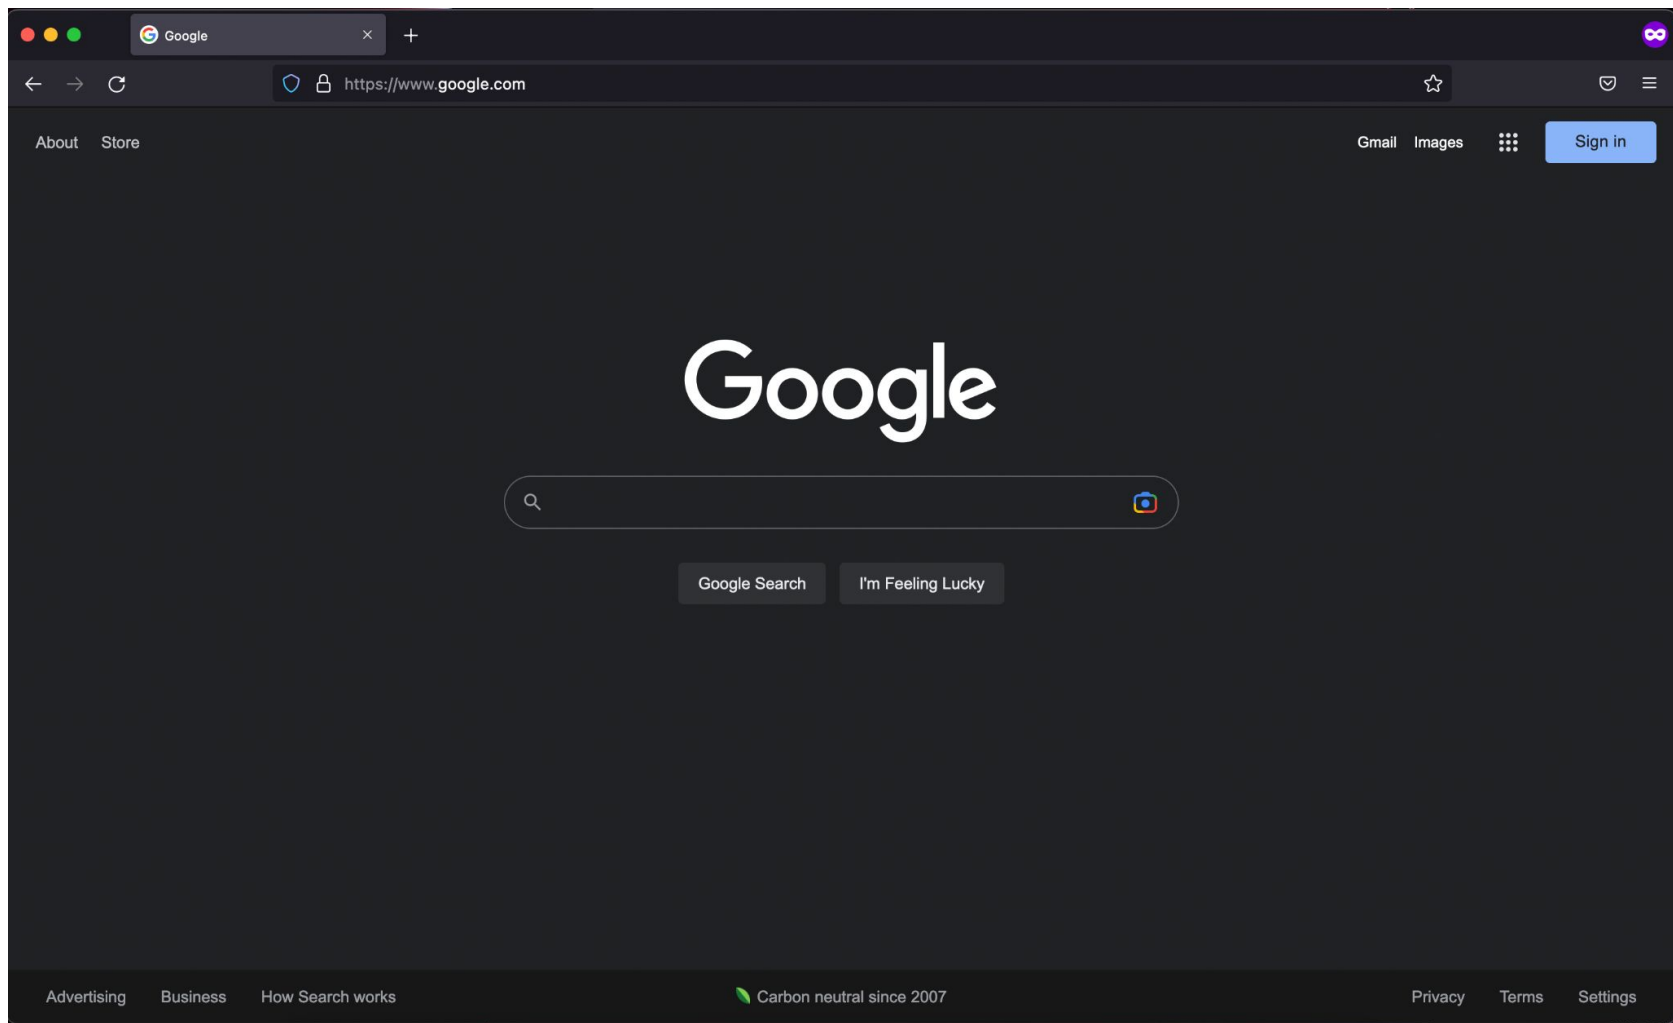 Google
https://www.google.com
About Store
Gmail Images Sign in
Google
Google Search I'm Feeling Lucky
Advertising Business How Search works
Carbon neutral since 2007
Privacy Terms Settings